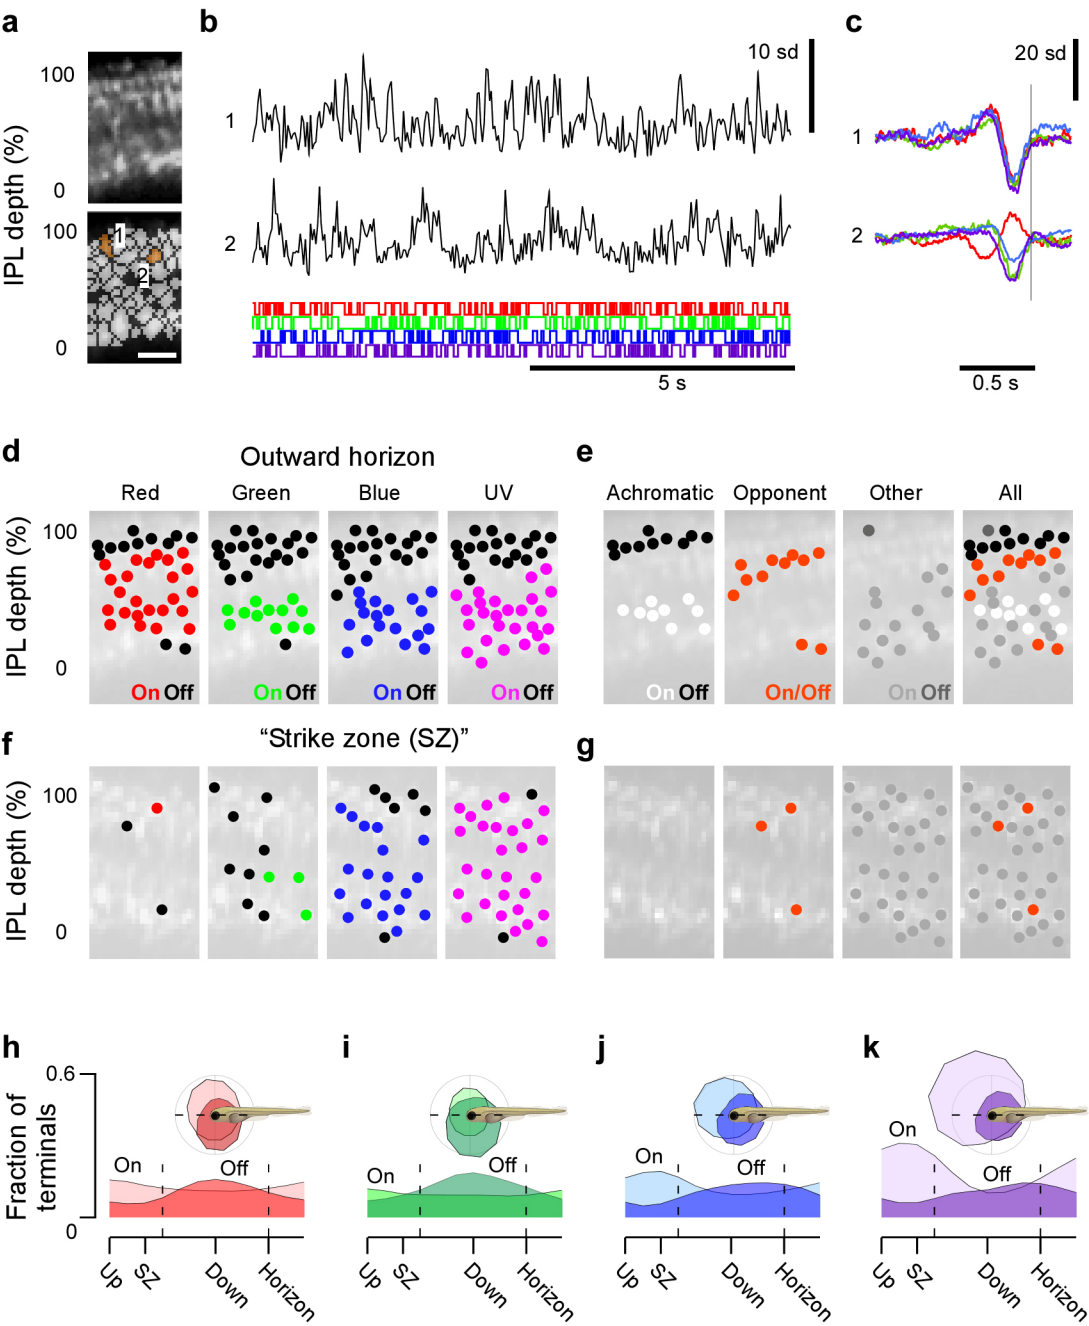 a
b
c
IPL depth (%)
100
0
100
0
1
2
1
2
10 sd
5 s
20 sd
1
2
0.5 s
d
Outward horizon
e
Red
Green
Blue
UV
Achromatic
Opponent
Other
All
IPL depth (%)
100
0
On Off
On Off
On Off
On Off
On Off
On/Off
On Off
f
“Strike zone (SZ)”
g
IPL depth (%)
100
0
h
i
j
k
Fraction of
terminals
0.6
0
On
Off
On
Off
On
Off
On
Off
Up
SZ
Down
Horizon
Up
SZ
Down
Horizon
Up
SZ
Down
Horizon
Up
SZ
Down
Horizon